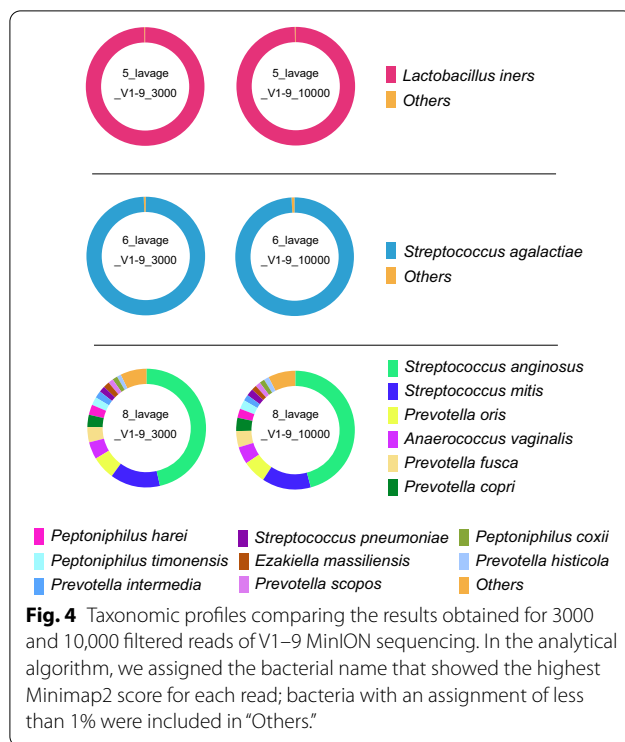 5_lavage
_V1-9_3000
5_lavage
_V1-9_10000
Lactobacillus iners
Others
6_lavage
_V1-9_3000
6_lavage
_V1-9_10000
Streptococcus agalactiae
Others
8_lavage
_V1-9_3000
8_lavage
_V1-9_10000
Streptococcus anginosus
Streptococcus mitis
Prevotella oris
Anaerococcus vaginalis
Prevotella fusca
Prevotella copri
Peptoniphilus harei
Peptoniphilus timonensis
Prevotella intermedia
Streptococcus pneumoniae
Ezakiella massiliensis
Prevotella scopos
Peptoniphilus coxii
Prevotella histicola
Others
Fig. 4 Taxonomic profiles comparing the results obtained for 3000
and 10,000 filtered reads of V1–9 MinION sequencing. In the analytical
algorithm, we assigned the bacterial name that showed the highest
Minimap2 score for each read; bacteria with an assignment of less
than 1% were included in “Others.”